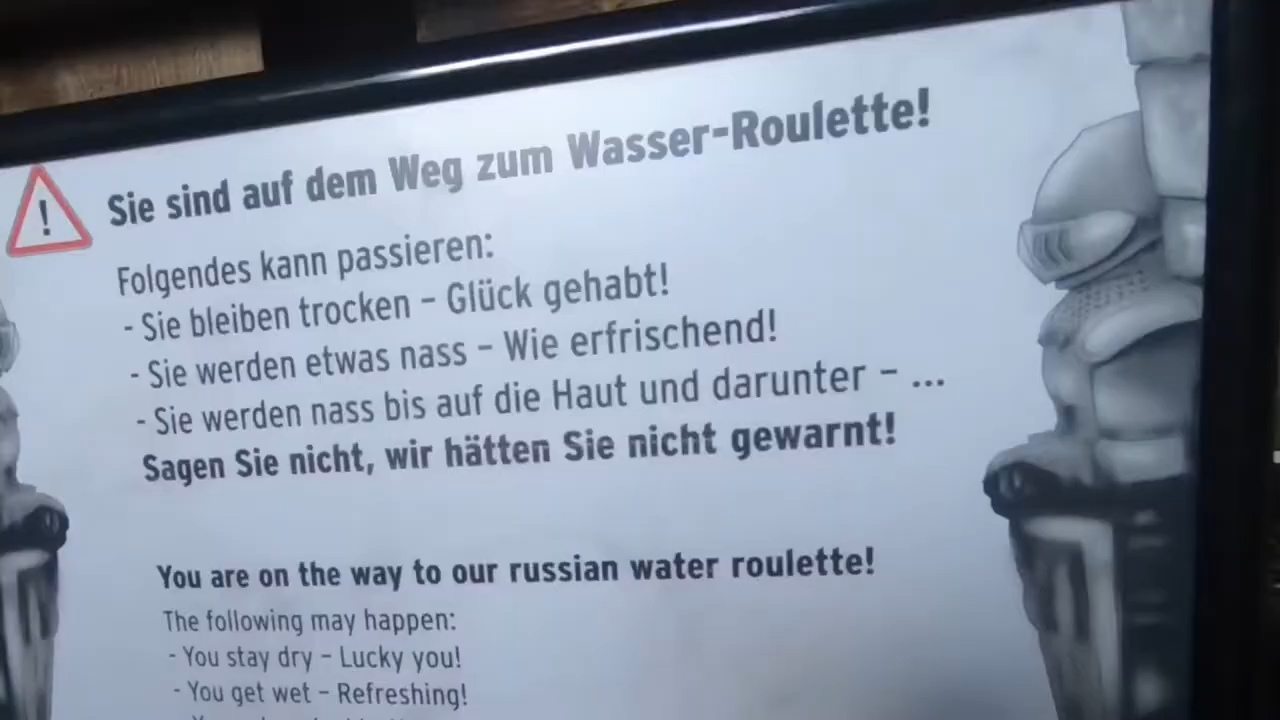 Sie sind auf dem Weg zum Wasser-Roulette!
Folgendes kann passieren:
- Sie bleiben trocken – Glück gehabt!
- Sie werden etwas nass – Wie erfrischend!
- Sie werden nass bis auf die Haut und darunter – ...
Sagen Sie nicht, wir hätten Sie nicht gewarnt!
You are on the way to our russian water roulette!
The following may happen:
- You stay dry – Lucky you!
- You get wet – Refreshing!